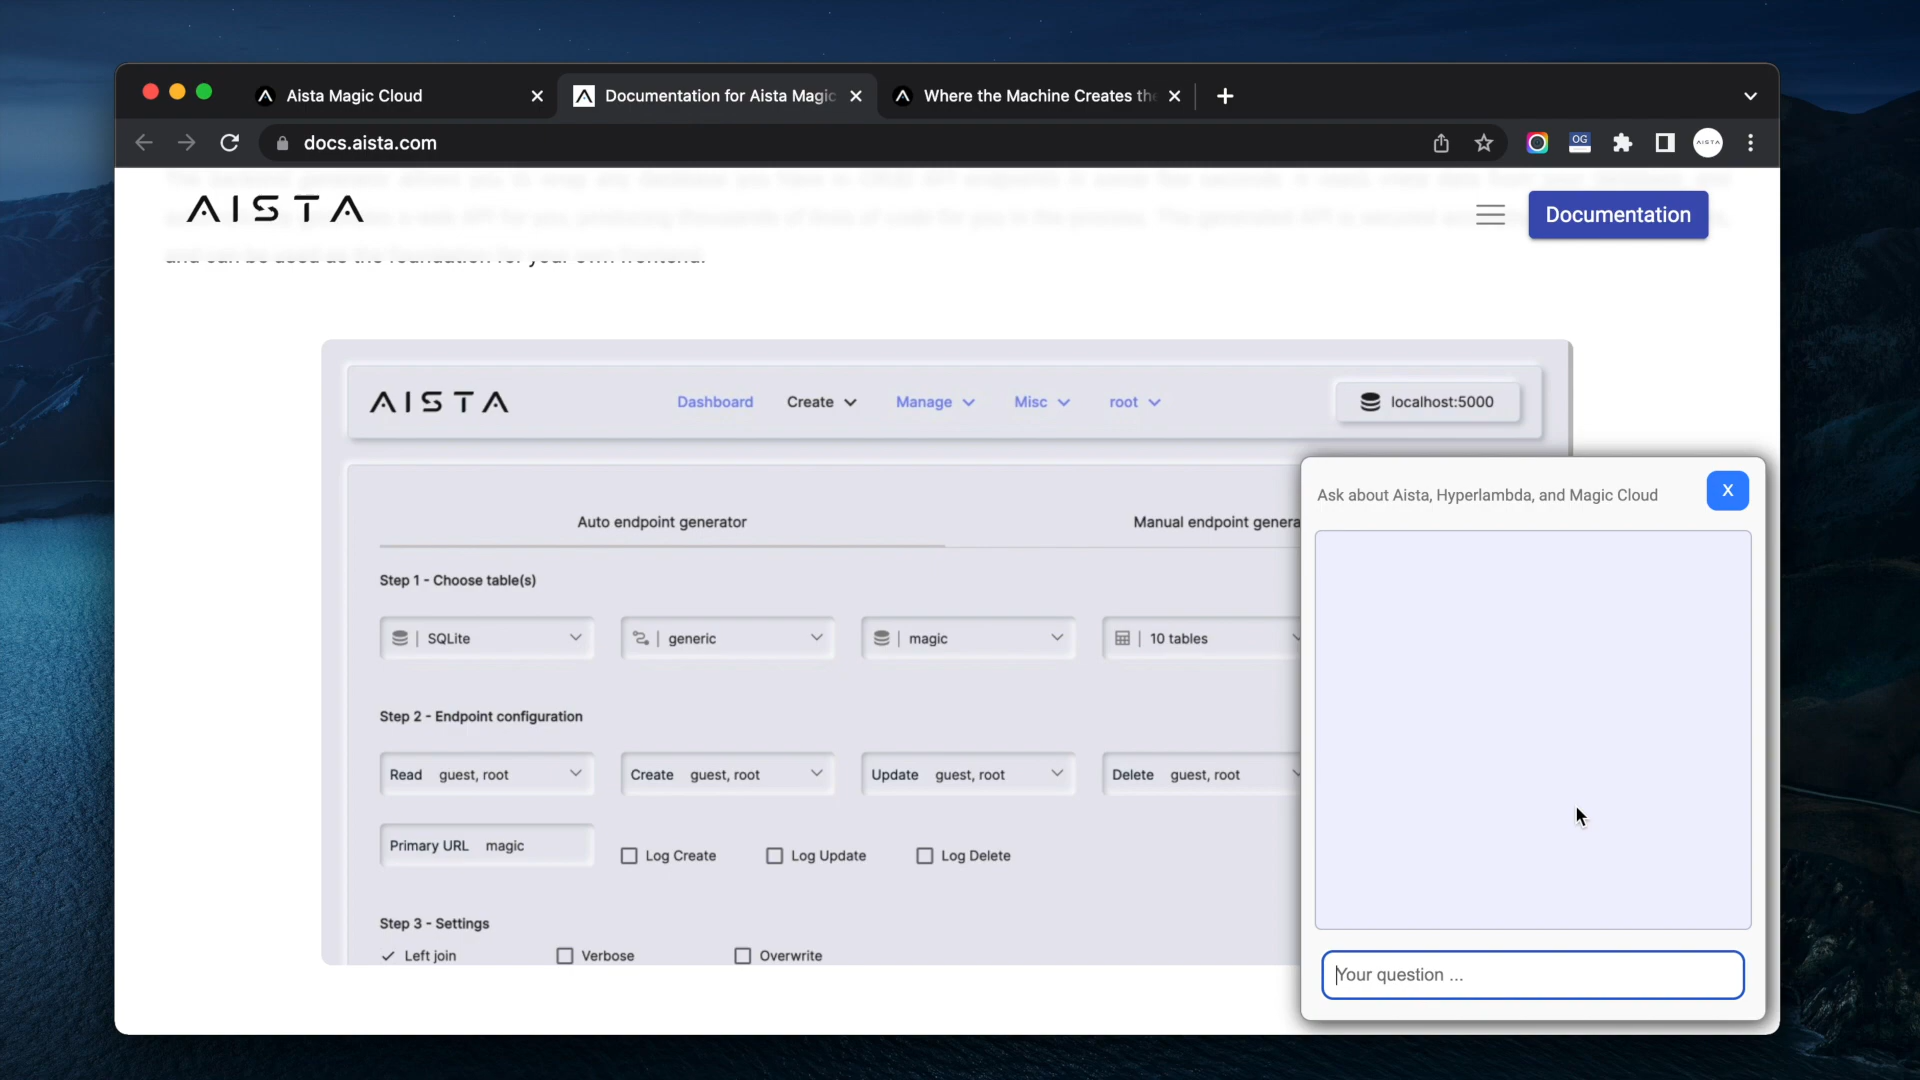 Aista Magic Cloud
Documentation for Aista Magic
Where the Machine Creates the
docs.aista.com
OG
AISTA
AISTA
Documentation
and can be used as the foundation for your own frontend.
AISTA
Dashboard
Create
Manage
Misc
root
localhost:5000
Auto endpoint generator
Manual endpoint genera
Step 1 - Choose table(s)
SQLite
generic
magic
10 tables
Step 2 - Endpoint configuration
Read guest, root
Create guest, root
Update guest, root
Delete guest, root
Primary URL magic
Log Create
Log Update
Log Delete
Step 3 - Settings
Left join
Verbose
Overwrite
Ask about Aista, Hyperlambda, and Magic Cloud
X
Your question ...